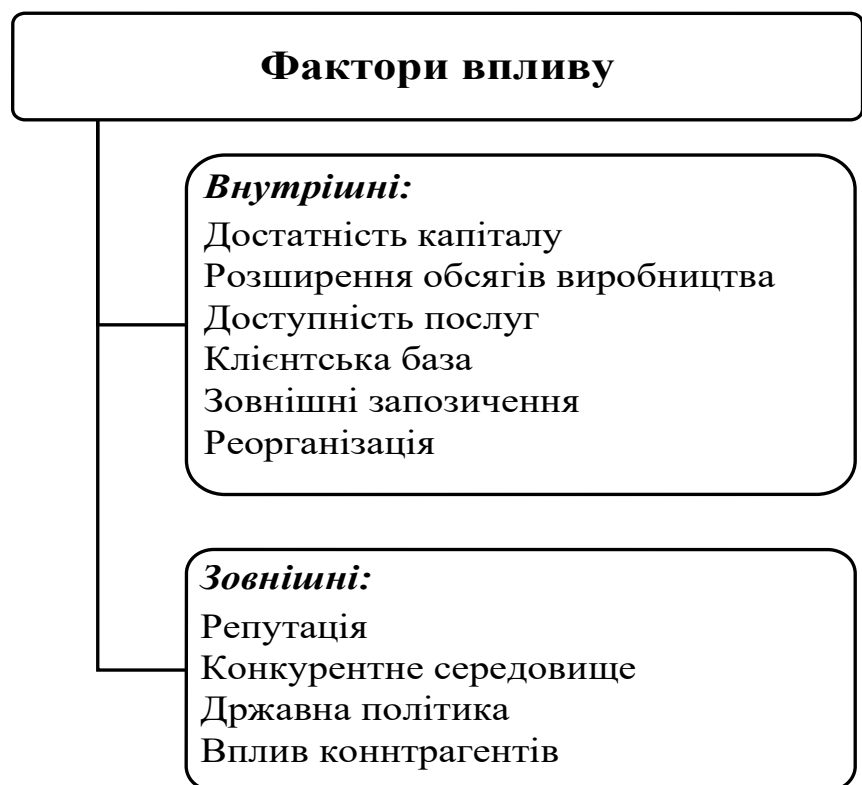 Фактори впливу
Внутрішні:
Достатність капіталу
Розширення обсягів виробництва
Доступність послуг
Клієнтська база
Зовнішні запозичення
Реорганізація
Зовнішні:
Репутація
Конкурентне середовище
Државна політика
Вплив коннтрагентів